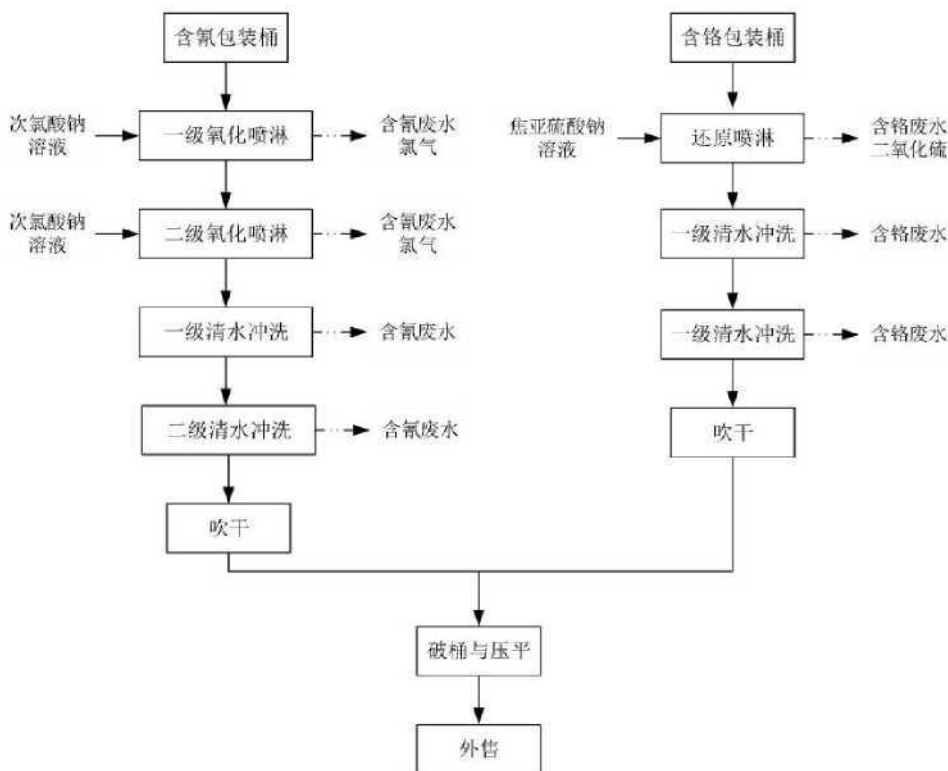 含氰包装桶
含铬包装桶
次氯酸钠
溶液
一级氧化喷淋
含氰废水
氯气
焦亚硫酸钠
溶液
还原喷淋
含铬废水
二氧化硫
次氯酸钠
溶液
二级氧化喷淋
含氰废水
氯气
一级清水冲洗
含铬废水
一级清水冲洗
含氰废水
一级清水冲洗
含铬废水
二级清水冲洗
含氰废水
吹干
吹干
破桶与压平
外售